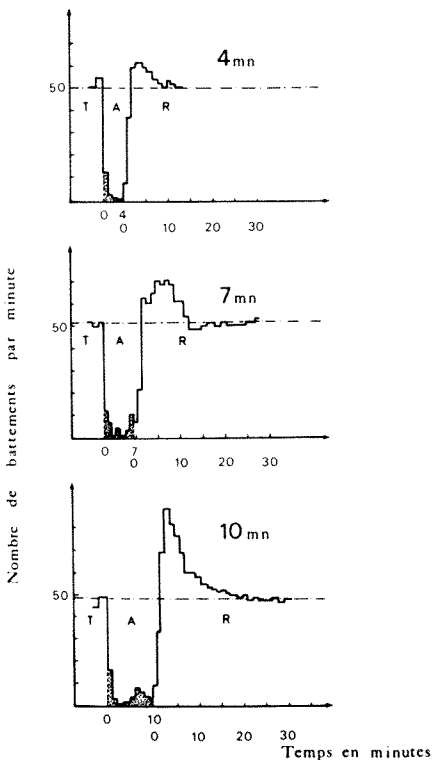 4mn
50
T A R
0 4
0 10 20 30
7mn
50
T A R
0 7
0 10 20 30
10mn
50
T A R
0 10
0 10 20 30
Nombre de battements par minute
Temps en minutes